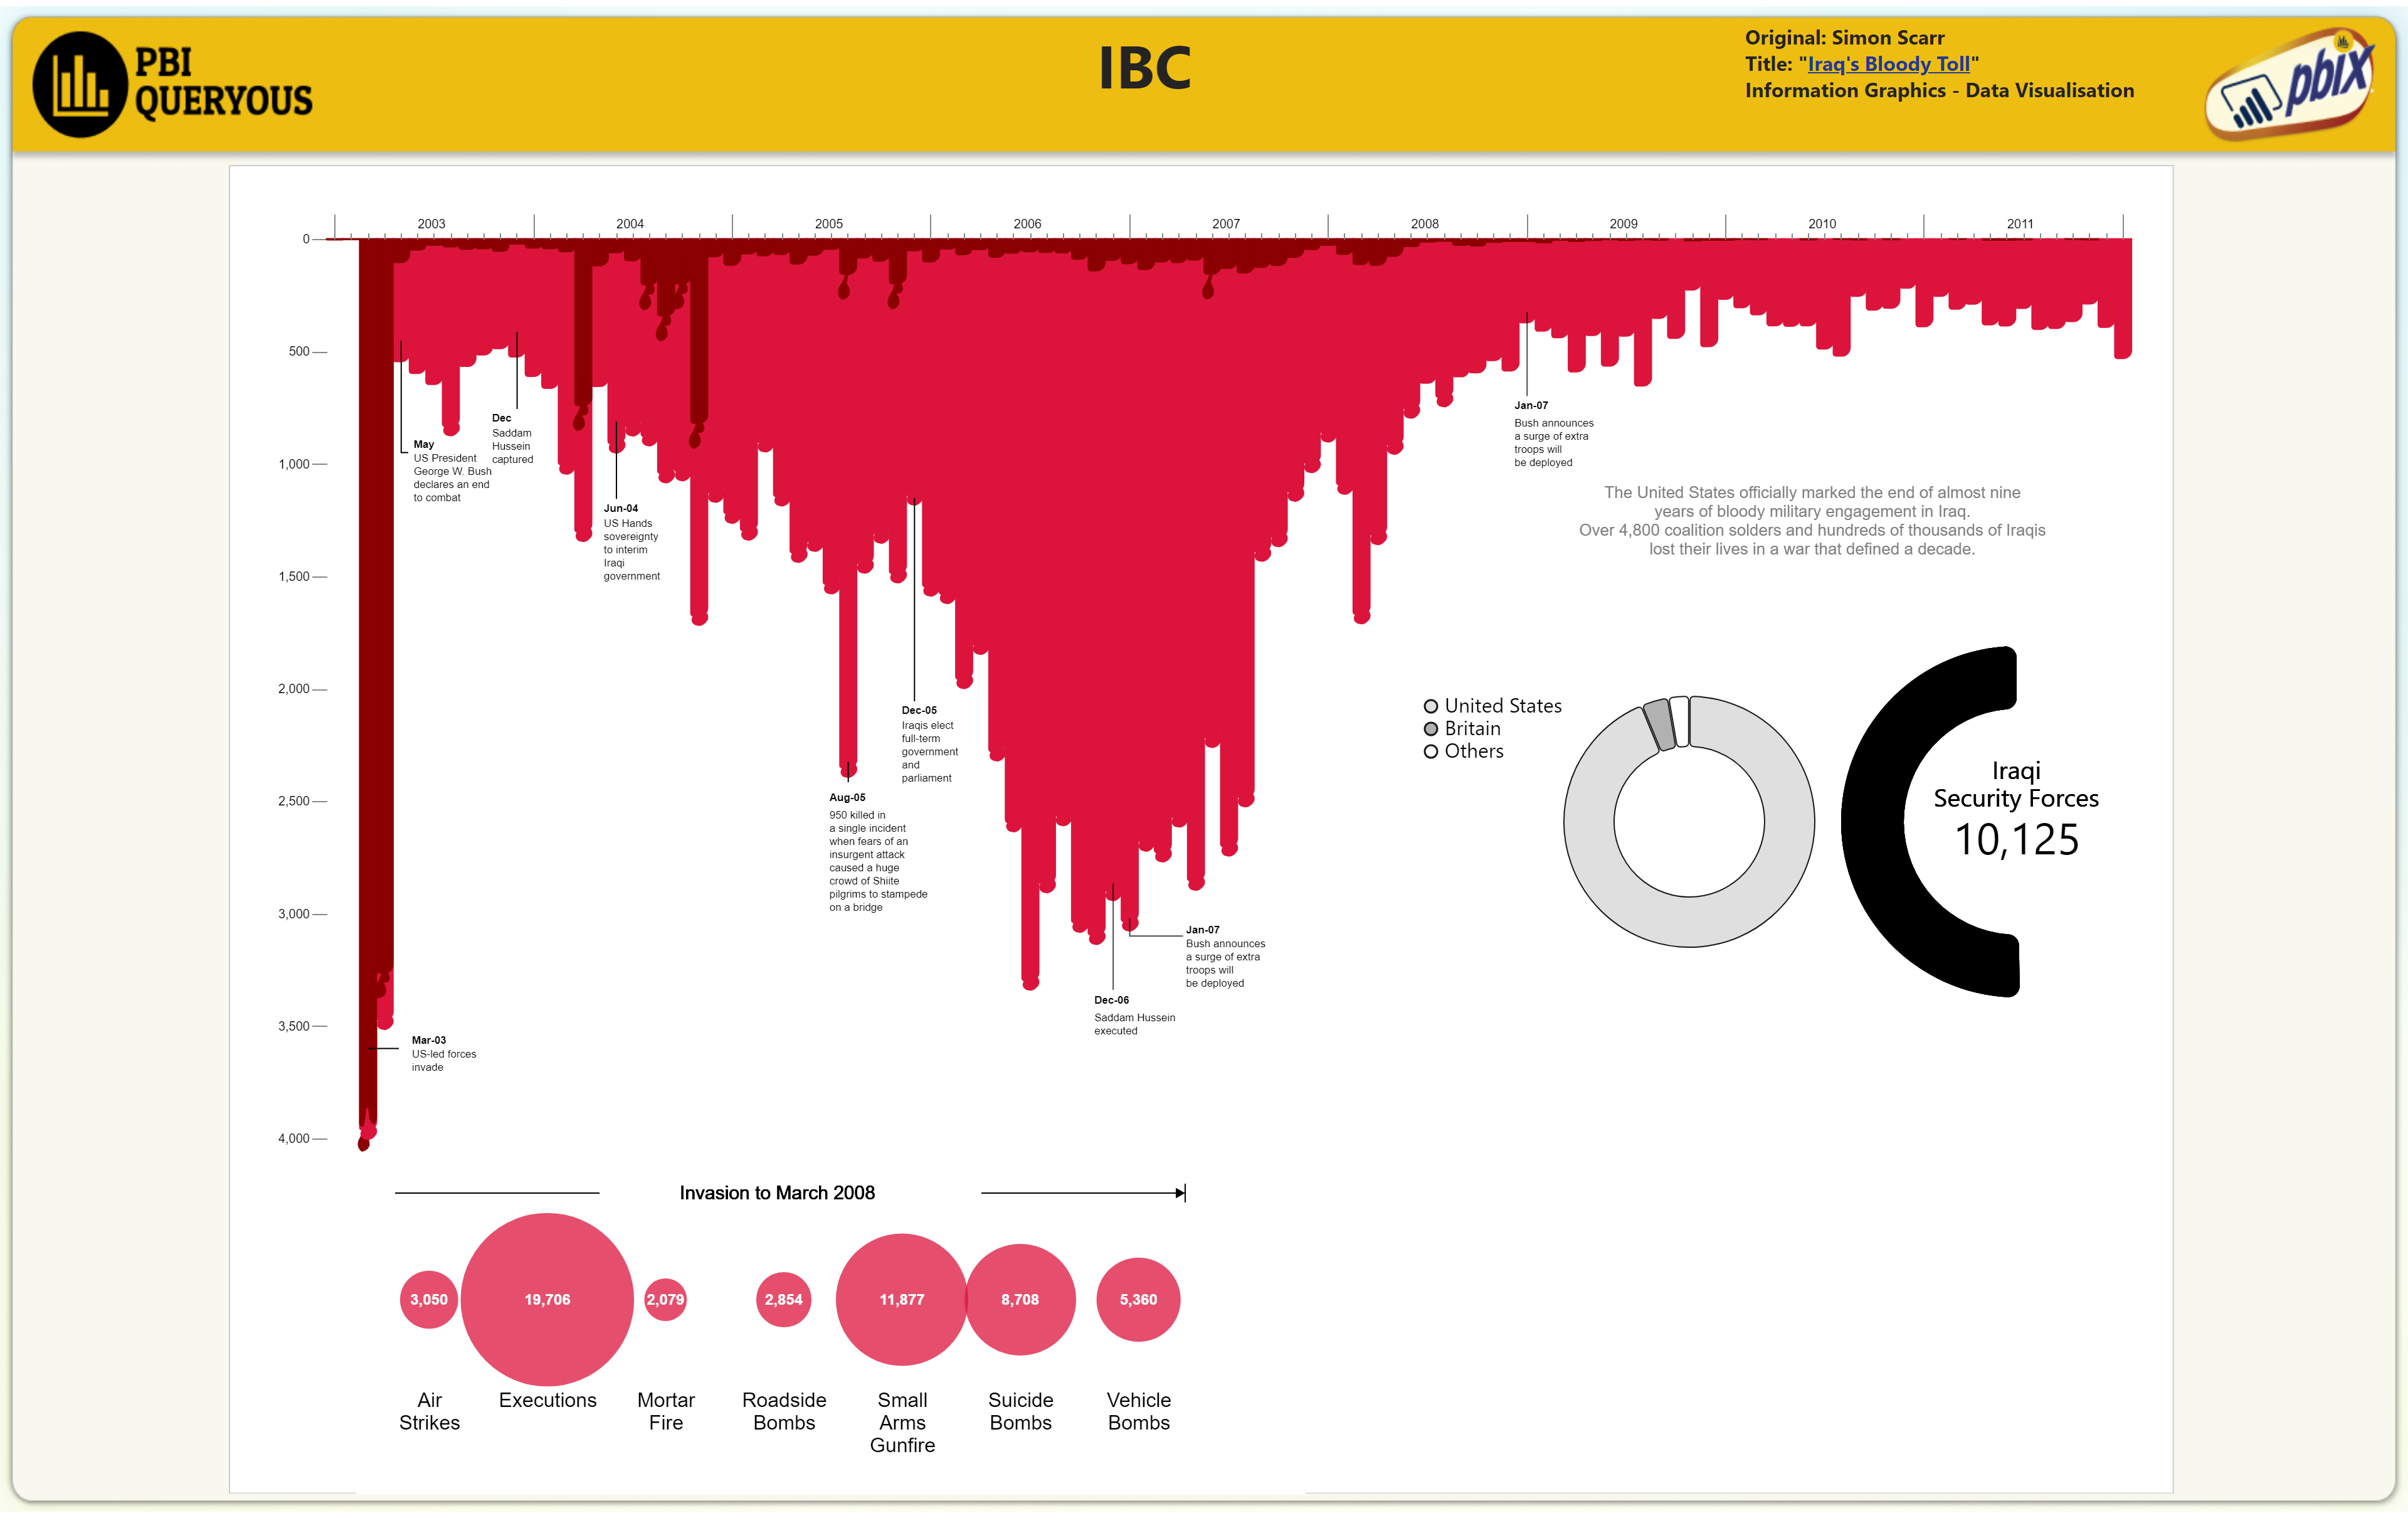 PBI
QUERYOUS
IBC
Original: Simon Scarr
Title: "Iraq's Bloody Toll"
Information Graphics - Data Visualisation
pbix
2003
2004
2005
2006
2007
2008
2009
2010
2011
0
500
1,000
1,500
2,000
2,500
3,000
3,500
4,000
May
US President
George W. Bush
declares an end
to combat
Dec
Saddam
Hussein
captured
Jun-04
US Hands
sovereignty
to interim
Iraqi
government
Aug-05
950 killed in
a single incident
when fears of an
insurgent attack
caused a huge
crowd of Shiite
pilgrims to stampede
on a bridge
Dec-05
Iraqis elect
full-term
government
and
parliament
Dec-06
Saddam Hussein
executed
Jan-07
Bush announces
a surge of extra
troops will
be deployed
Jan-07
Bush announces
a surge of extra
troops will
be deployed
Mar-03
US-led forces
invade
The United States officially marked the end of almost nine
years of bloody military engagement in Iraq.
Over 4,800 coalition solders and hundreds of thousands of Iraqis
lost their lives in a war that defined a decade.
United States
Britain
Others
Iraqi
Security Forces
10,125
Invasion to March 2008
3,050
19,706
2,079
2,854
11,877
8,708
5,360
Air
Strikes
Executions
Mortar
Fire
Roadside
Bombs
Small
Arms
Gunfire
Suicide
Bombs
Vehicle
Bombs